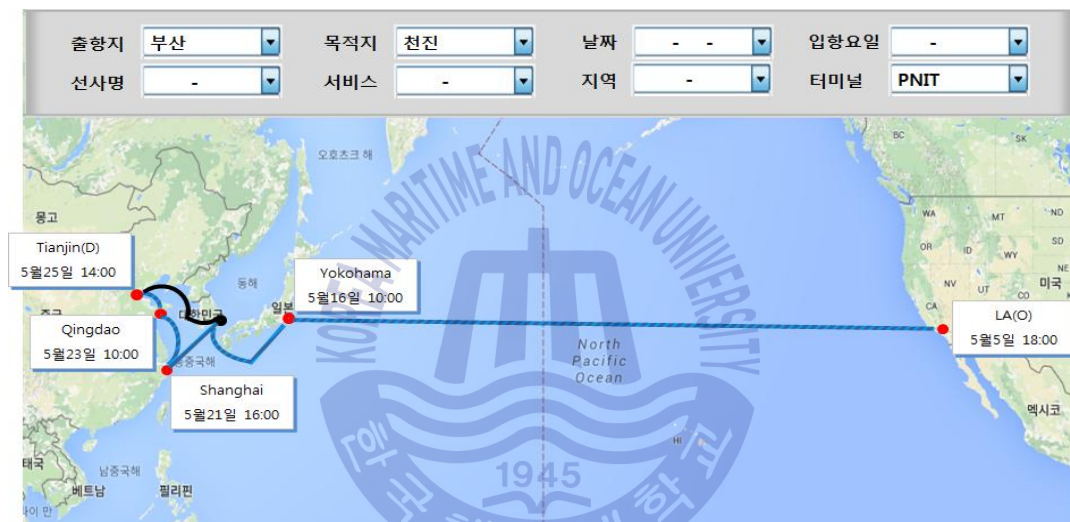 출항지 부산 목적지 천진 날짜 - - 입항요일 -
선사명 - 서비스 - 지역 - 터미널 PNIT
오호츠크 해
BC
SK
몽고
WA
MT
ND
OR
ID
SD
WY
NE
NV
UT
CO
미국
CA
Tianjin(D)
5월25일 14:00
동해
Yokohama
5월16일 10:00
일본
대한민국
LA(O)
5월5일 18:00
Qingdao
5월23일 10:00
Shanghai
5월21일 16:00
North
Pacific
Ocean
멕시코
HI
태국
남중국해
베트남
필리핀
KOREA MARITIME AND OCEAN UNIVERSITY
1945